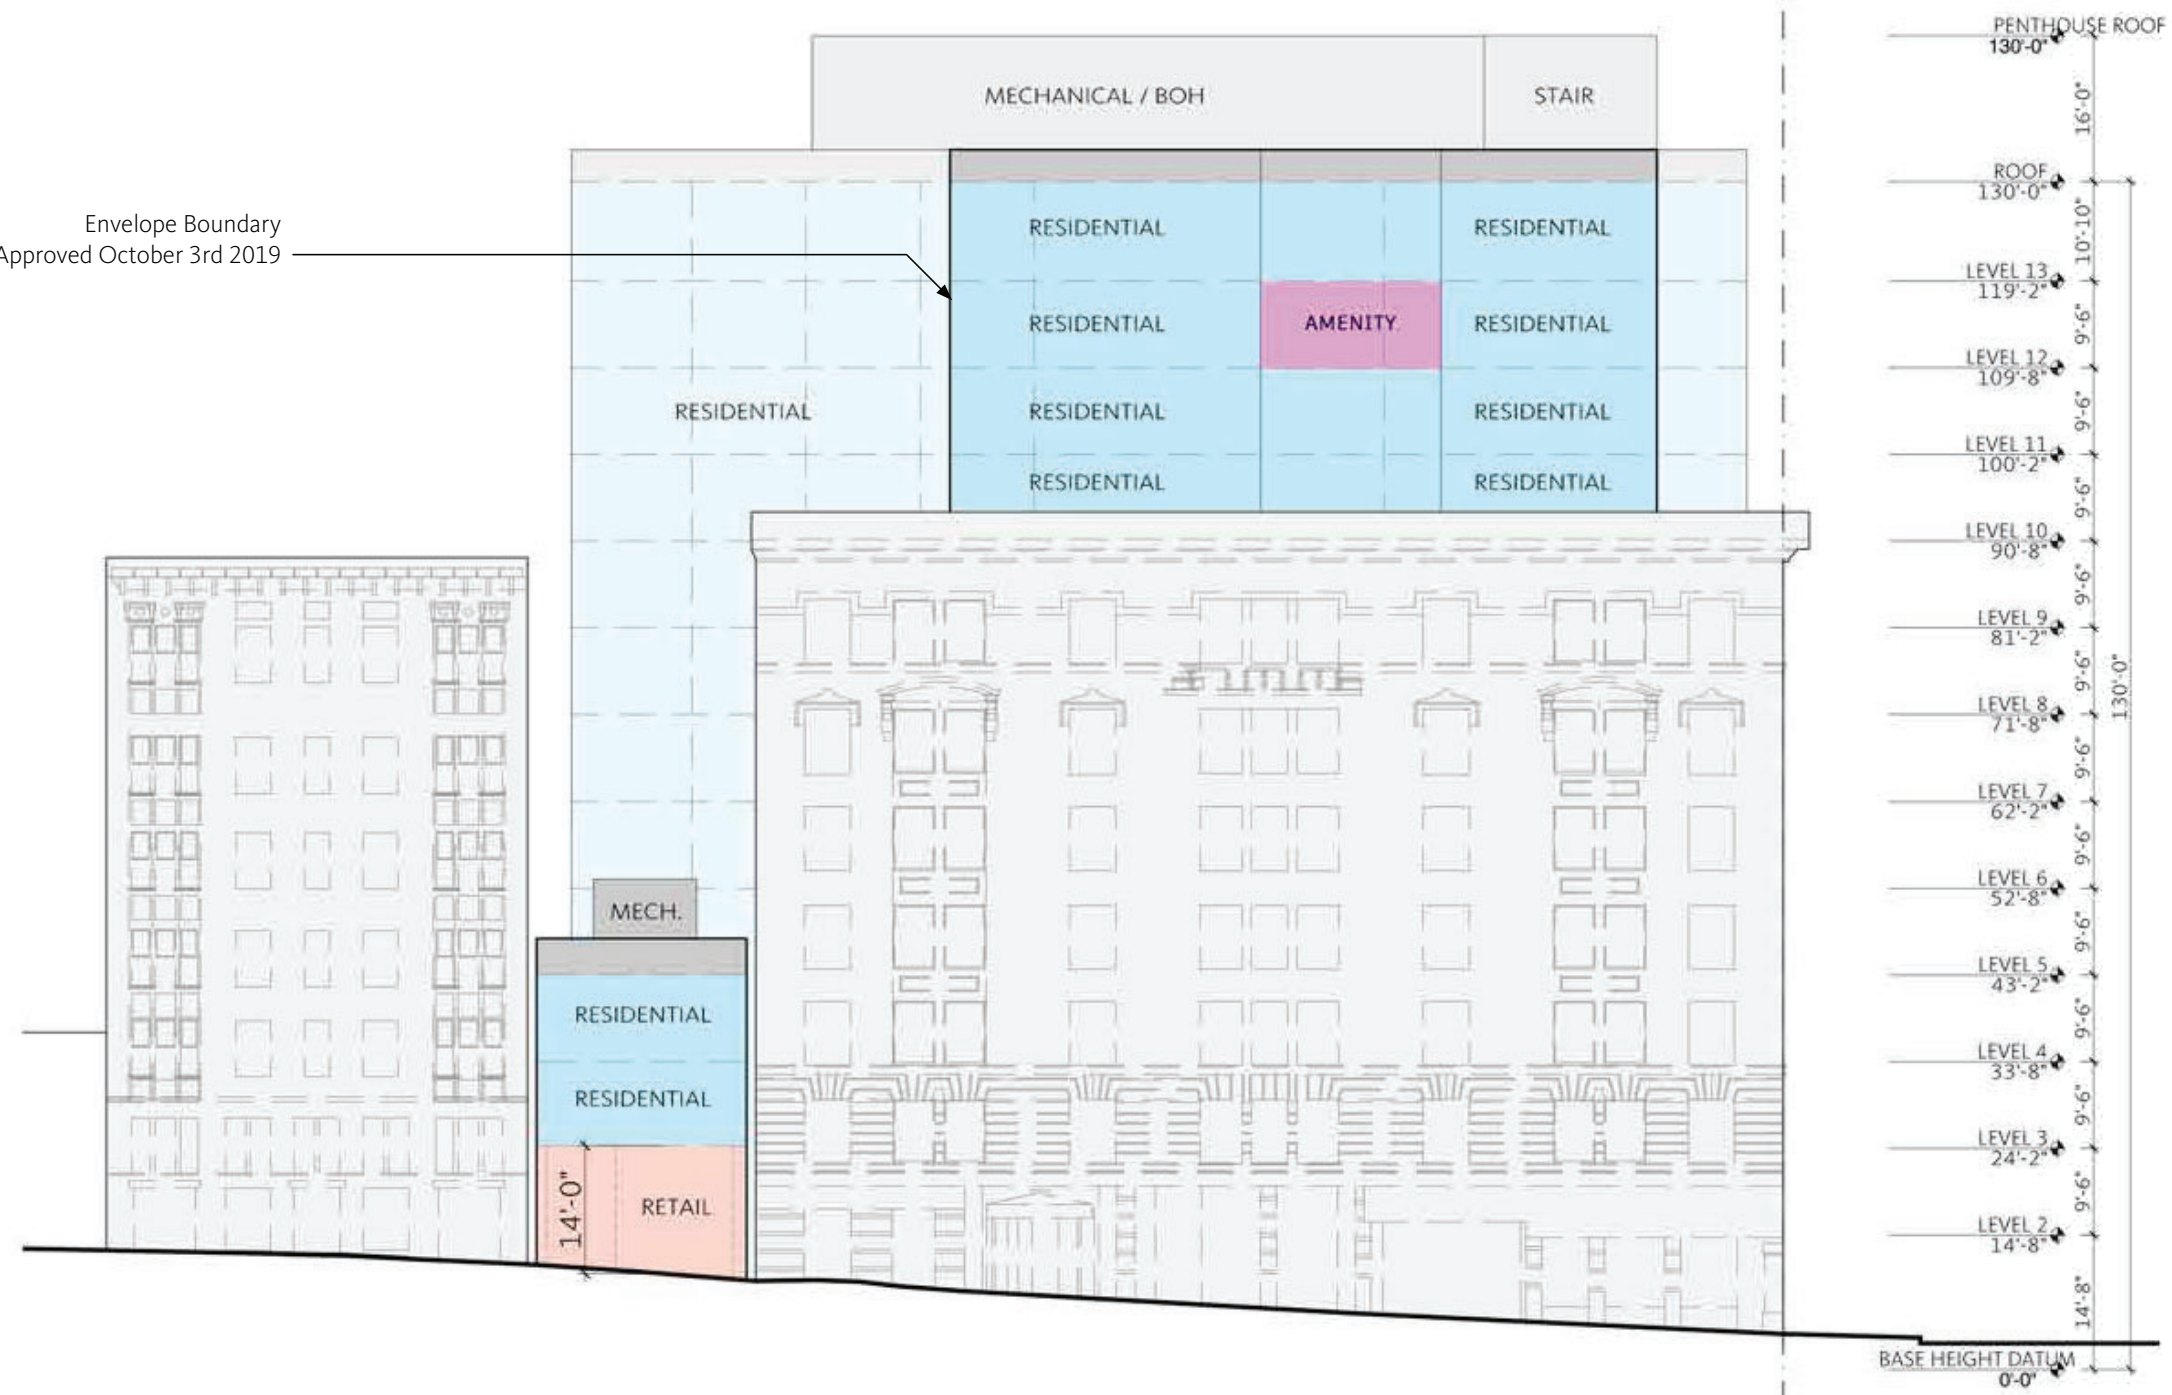 PENTHOUSE ROOF
130'-0"
MECHANICAL / BOH
STAIR
16'-0"
ROOF
130'-0"
Envelope Boundary
Approved October 3rd 2019
RESIDENTIAL
RESIDENTIAL
10'-10"
LEVEL 13
119'-2"
RESIDENTIAL
AMENITY
RESIDENTIAL
9'-6"
LEVEL 12
109'-8"
RESIDENTIAL
RESIDENTIAL
RESIDENTIAL
9'-6"
LEVEL 11
100'-2"
RESIDENTIAL
RESIDENTIAL
9'-6"
LEVEL 10
90'-8"
9'-6"
LEVEL 9
81'-2"
9'-6"
130'-0"
LEVEL 8
71'-8"
9'-6"
LEVEL 7
62'-2"
9'-6"
LEVEL 6
52'-8"
MECH.
9'-6"
LEVEL 5
43'-2"
RESIDENTIAL
9'-6"
LEVEL 4
33'-8"
RESIDENTIAL
9'-6"
LEVEL 3
24'-2"
14'-0"
RETAIL
9'-6"
LEVEL 2
14'-8"
14'-8"
BASE HEIGHT DATUM
0'-0"